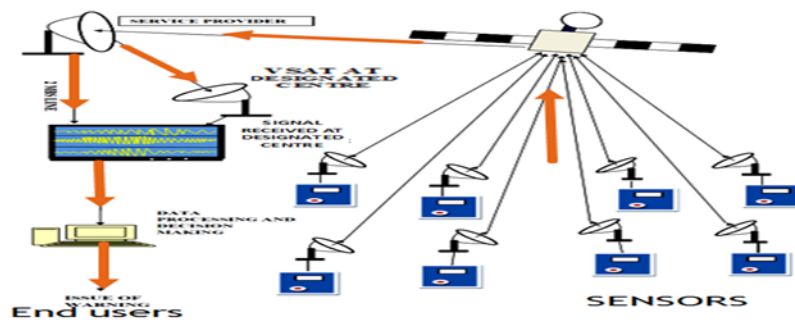 SERVICE PROVIDER
VSAT AT
DESIGNATED
CENTRE
2 MBPS LINE
SIGNAL
RECEIVED AT
DESIGNATED
CENTRE
DATA
PROCESSING AND
DECISION
MAKING
ISSUE OF
WARNING
End users
SENSORS